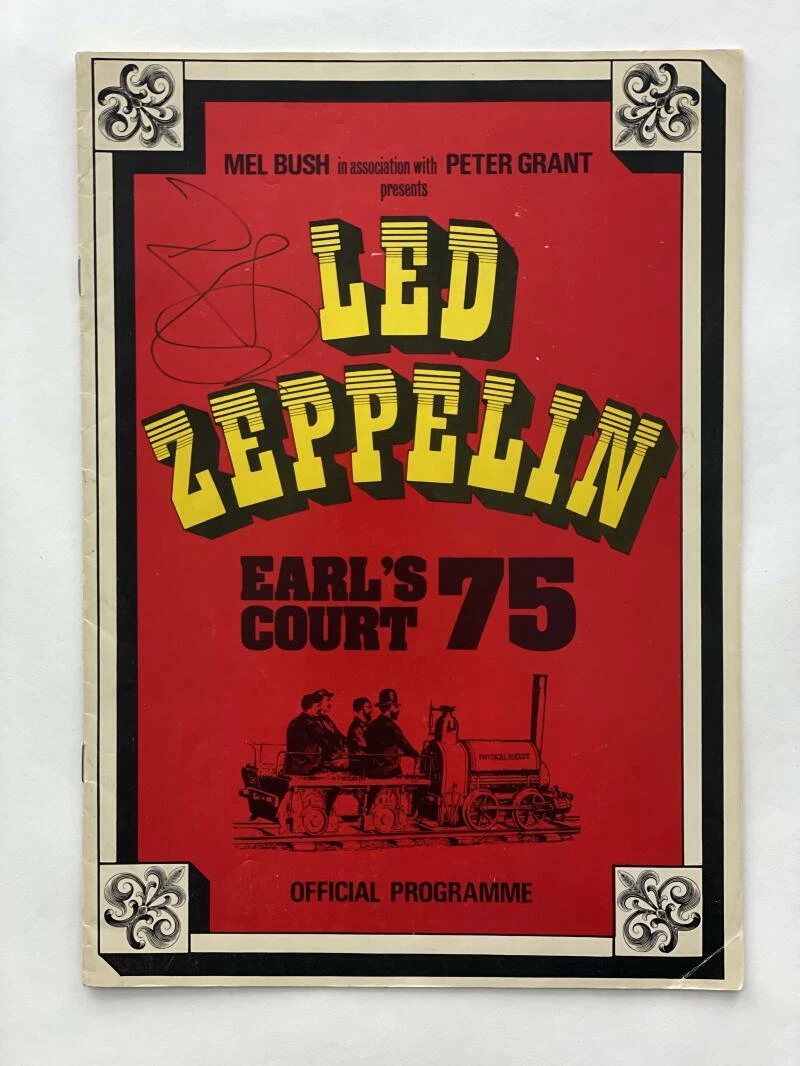 MEL BUSH in association with PETER GRANT
presents
LED
ZEPPELIN
EARL'S
COURT 75
PHYSICAL ROCKET
OFFICIAL PROGRAMME